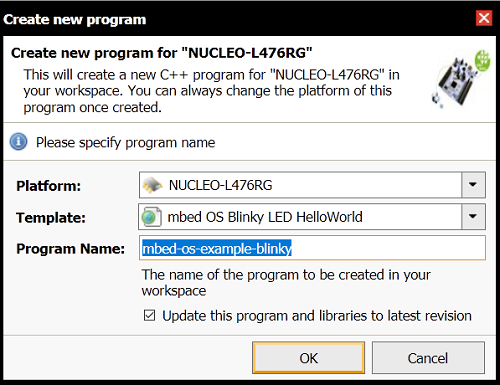 Create new program
Create new program for "NUCLEO-L476RG"
This will create a new C++ program for "NUCLEO-L476RG" in
your workspace. You can always change the platform of this
program once created.
Please specify program name
Platform: NUCLEO-L476RG
Template: mbed OS Blinky LED HelloWorld
Program Name: mbed-os-example-blinky
The name of the program to be created in your
workspace
Update this program and libraries to latest revision
OK Cancel